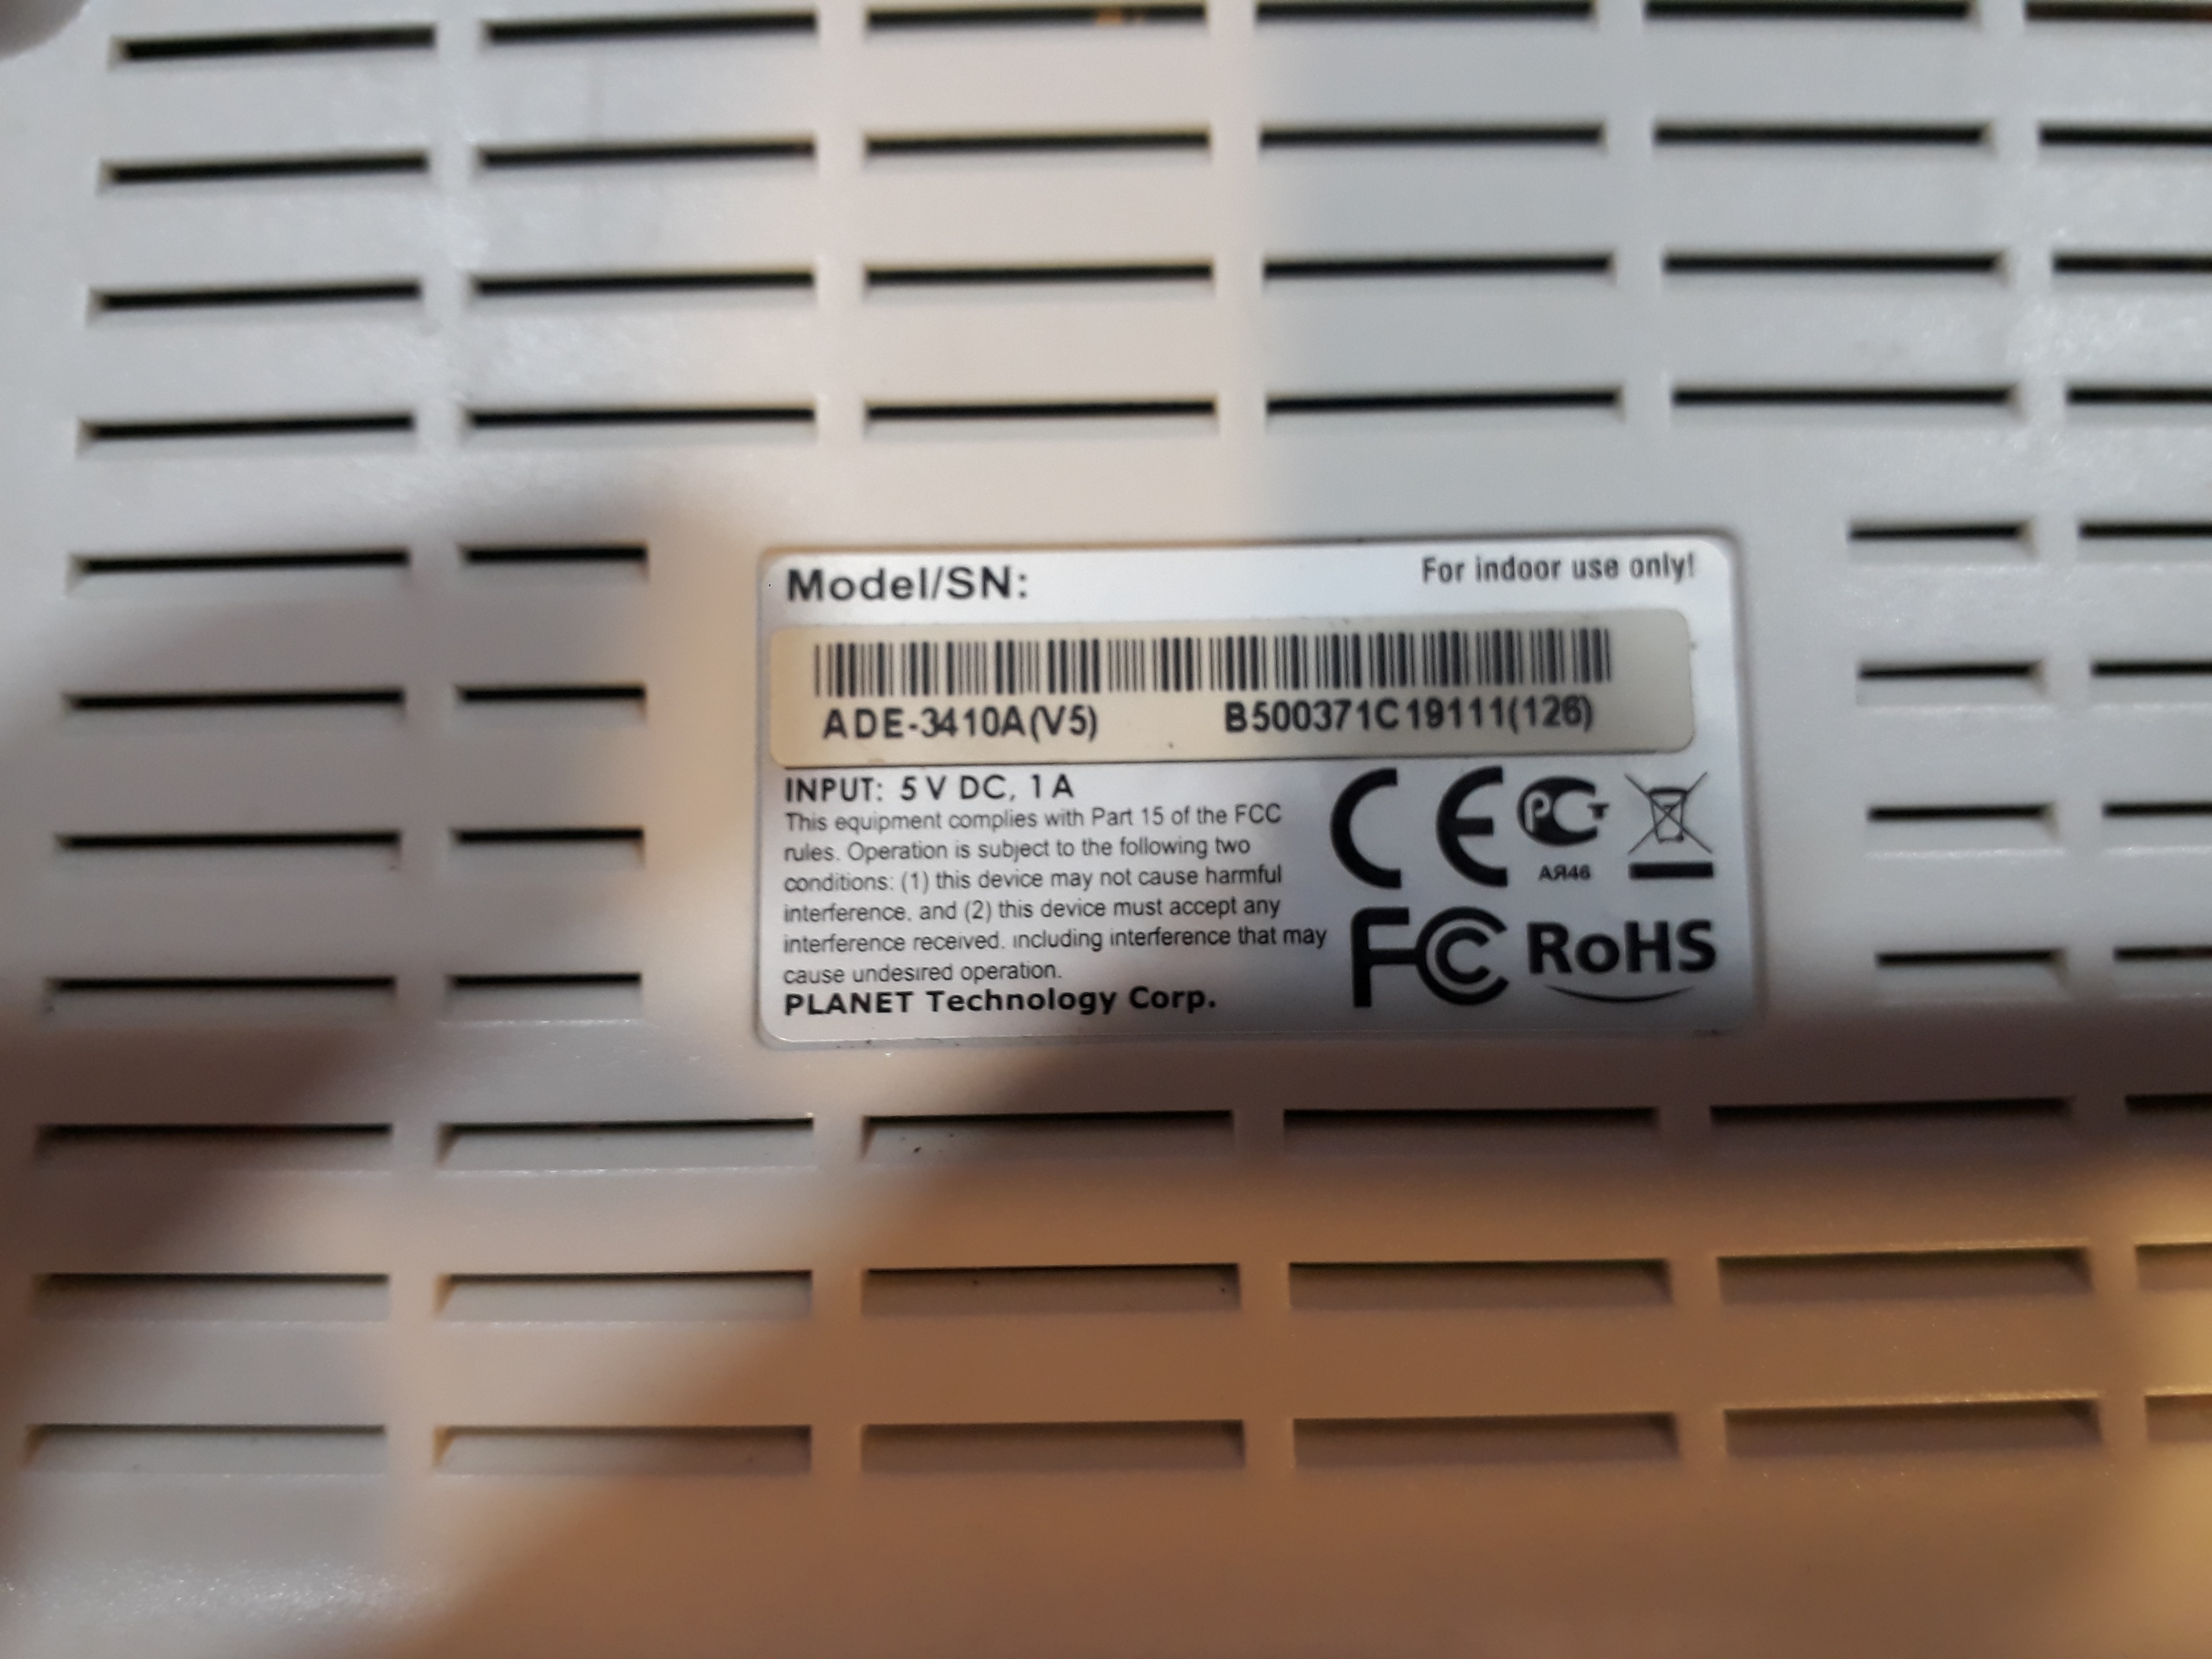 Model/SN:
For indoor use only!
ADE-3410A(V5) B500371C19111(126)
INPUT: 5 V DC, 1 A
This equipment complies with Part 15 of the FCC
rules. Operation is subject to the following two
conditions: (1) this device may not cause harmful
interference, and (2) this device must accept any
interference received. including interference that may
cause undesired operation.
PLANET Technology Corp.
CE PCT
АЯ46
FC RoHS